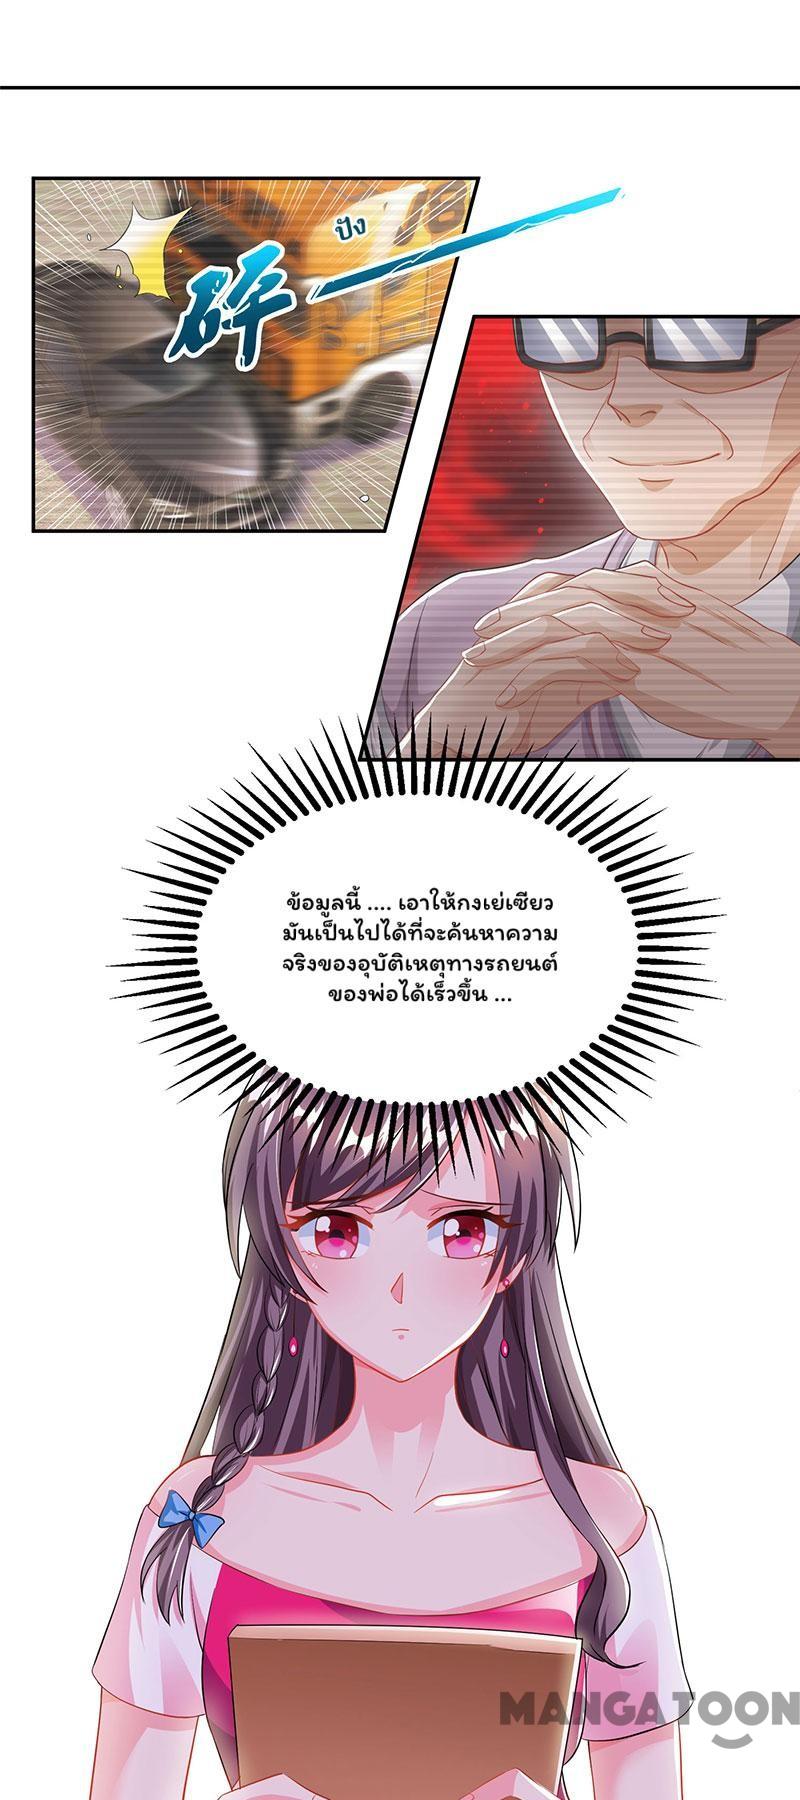 ปัง
砰
ข้อมูลนี้ .... เอาให้กงเย่เซียว
มันเป็นไปได้ที่จะค้นหาความ
จริงของอุบัติเหตุทางรถยนต์
ของพ่อได้เร็วขึ้น ...
MANGATOON